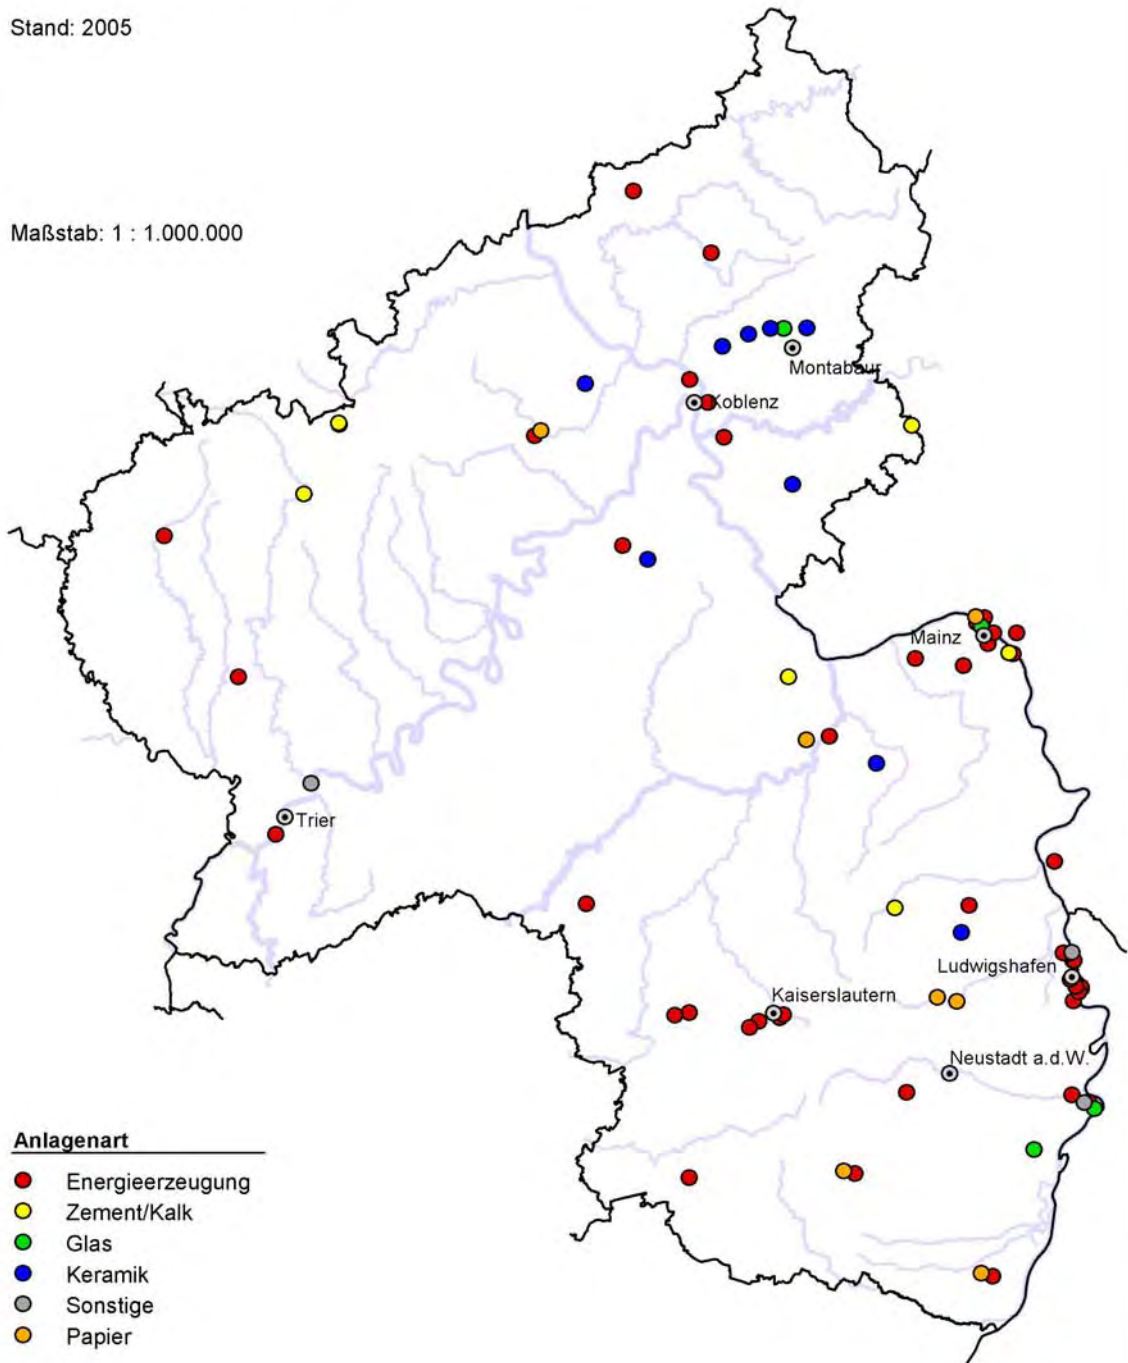 Stand: 2005
Maßstab: 1 : 1.000.000
Montabaur
Koblenz
Mainz
Trier
Ludwigshafen
Kaiserslautern
Neustadt a.d.W.
Anlagenart
Energieerzeugung
Zement/Kalk
Glas
Keramik
Sonstige
Papier